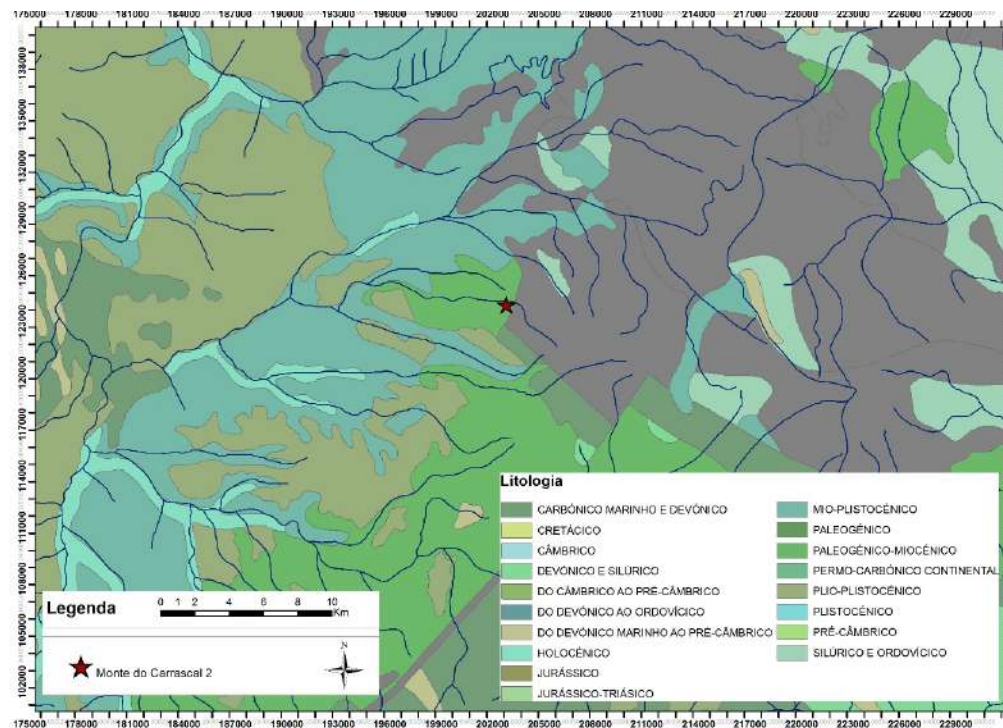 175000 178000 181000 184000 187000 190000 193000 196000 199000 202000 205000 208000 211000 214000 217000 220000 223000 226000 229000
138000
135000
132000
129000
126000
123000
120000
117000
114000
111000
108000
105000
102000
Litologia
CARBÓNICO MARINHO E DEVÓNICO
CRETÁCICO
CÂMBRICO
DEVÓNICO E SILÚRICO
DO CÂMBRICO AO PRÉ-CÂMBRICO
DO DEVÓNICO AO ORDOVÍCICO
DO DEVÓNICO MARINHO AO PRÉ-CÂMBRICO
HOLOCÉNICO
JURÁSSICO
JURÁSSICO-TRIÁSICO
MIO-PLISTOCÉNICO
PALEOGÉNICO
PALEOGÉNICO-MIOCÉNICO
PERMO-CARBÓNICO CONTINENTAL
PLIO-PLISTOCÉNICO
PLISTOCÉNICO
PRÉ-CÂMBRICO
SILÚRICO E ORDOVÍCICO
Legenda
0 1 2 4 6 8 10
Km
N
Monte do Carrascal 2
175000 178000 181000 184000 187000 190000 193000 196000 199000 202000 205000 208000 211000 214000 217000 220000 223000 226000 229000